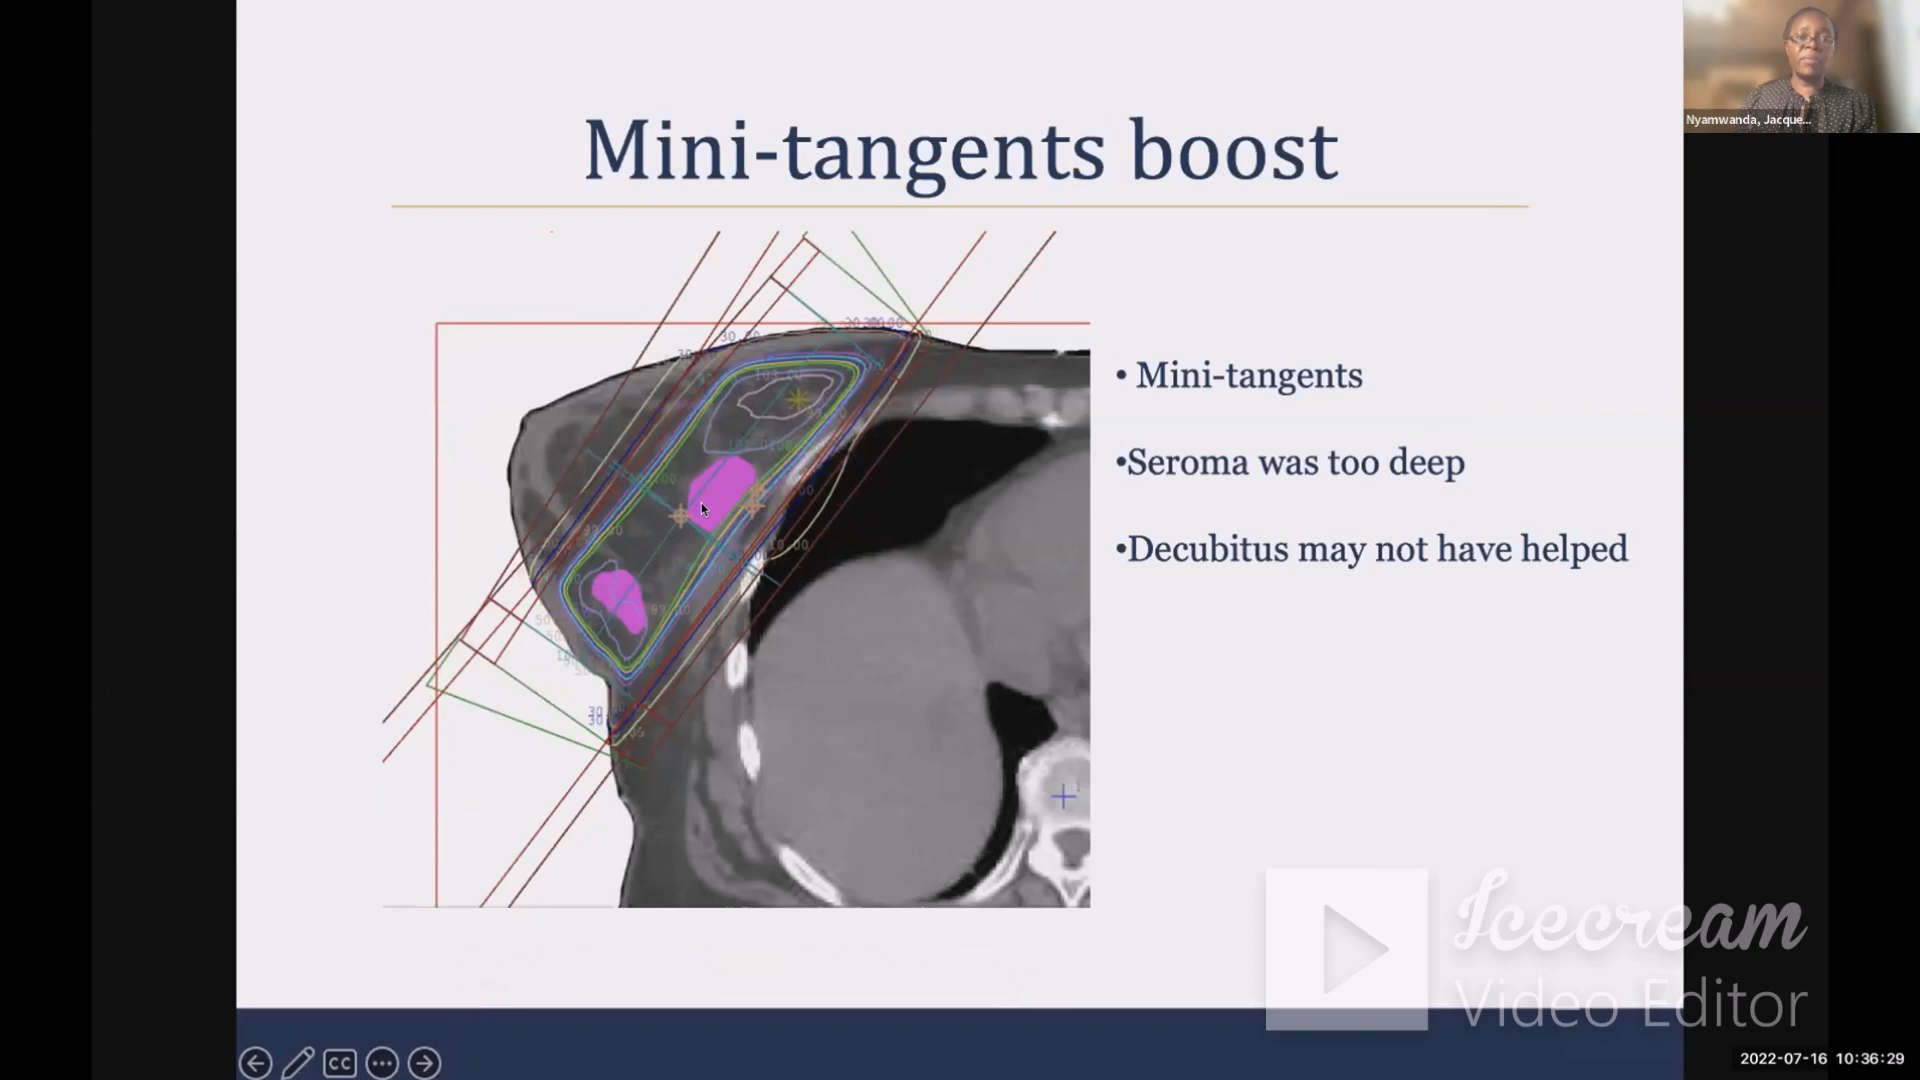 Mini-tangents boost
Nyamwanda, Jacque...
• Mini-tangents
•Seroma was too deep
•Decubitus may not have helped
Icecream
Video Editor
CC
2022-07-16 10:36:29